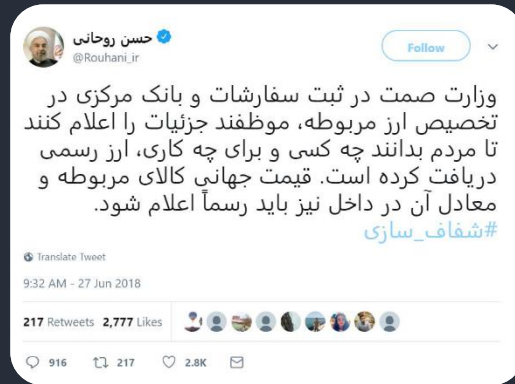 حسن روحانی
@Rouhani_ir
Follow
وزارت صمت در ثبت سفارشات و بانک مرکزی در
تخصیص ارز مربوطه، موظفند جزئیات را اعلام کنند
تا مردم بدانند چه کسی و برای چه کاری، ارز رسمی
دریافت کرده است. قیمت جهانی کالای مربوطه و
معادل آن در داخل نیز باید رسماً اعلام شود.
#شفاف_سازی
Translate Tweet
9:32 AM - 27 Jun 2018
217 Retweets 2,777 Likes
916 217 2.8K